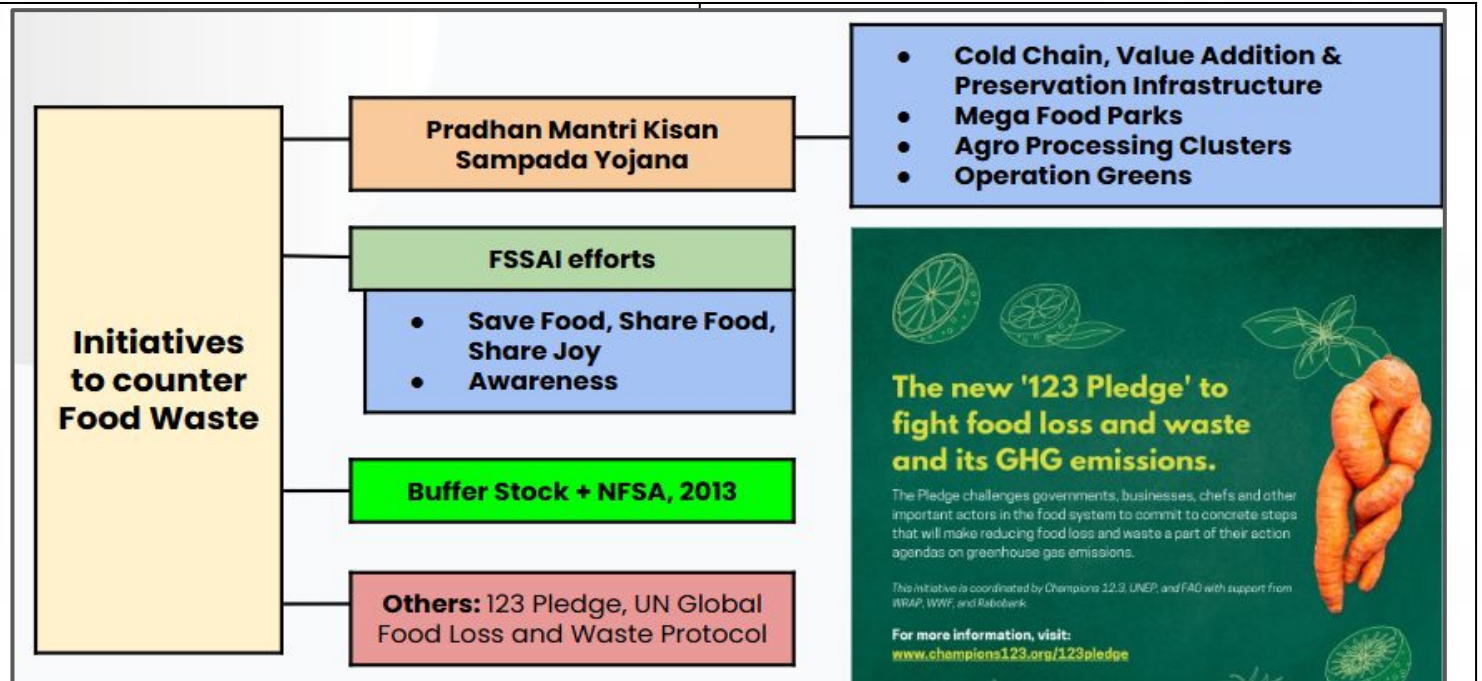 Initiatives
to counter
Food Waste
Pradhan Mantri Kisan
Sampada Yojana
● Cold Chain, Value Addition &
Preservation Infrastructure
● Mega Food Parks
● Agro Processing Clusters
● Operation Greens
FSSAI efforts
● Save Food, Share Food,
Share Joy
● Awareness
Buffer Stock + NFSA, 2013
Others: 123 Pledge, UN Global
Food Loss and Waste Protocol
The new '123 Pledge' to
fight food loss and waste
and its GHG emissions.
The Pledge challenges governments, businesses, chefs and other
important actors in the food system to commit to concrete steps
that will make reducing food loss and waste a part of their action
agendas on greenhouse gas emissions.
This initiative is coordinated by Champions 12.3, UNEP, and FAO with support from
WRAP, WWF, and Rabobank.
For more information, visit:
www.champions123.org/123pledge